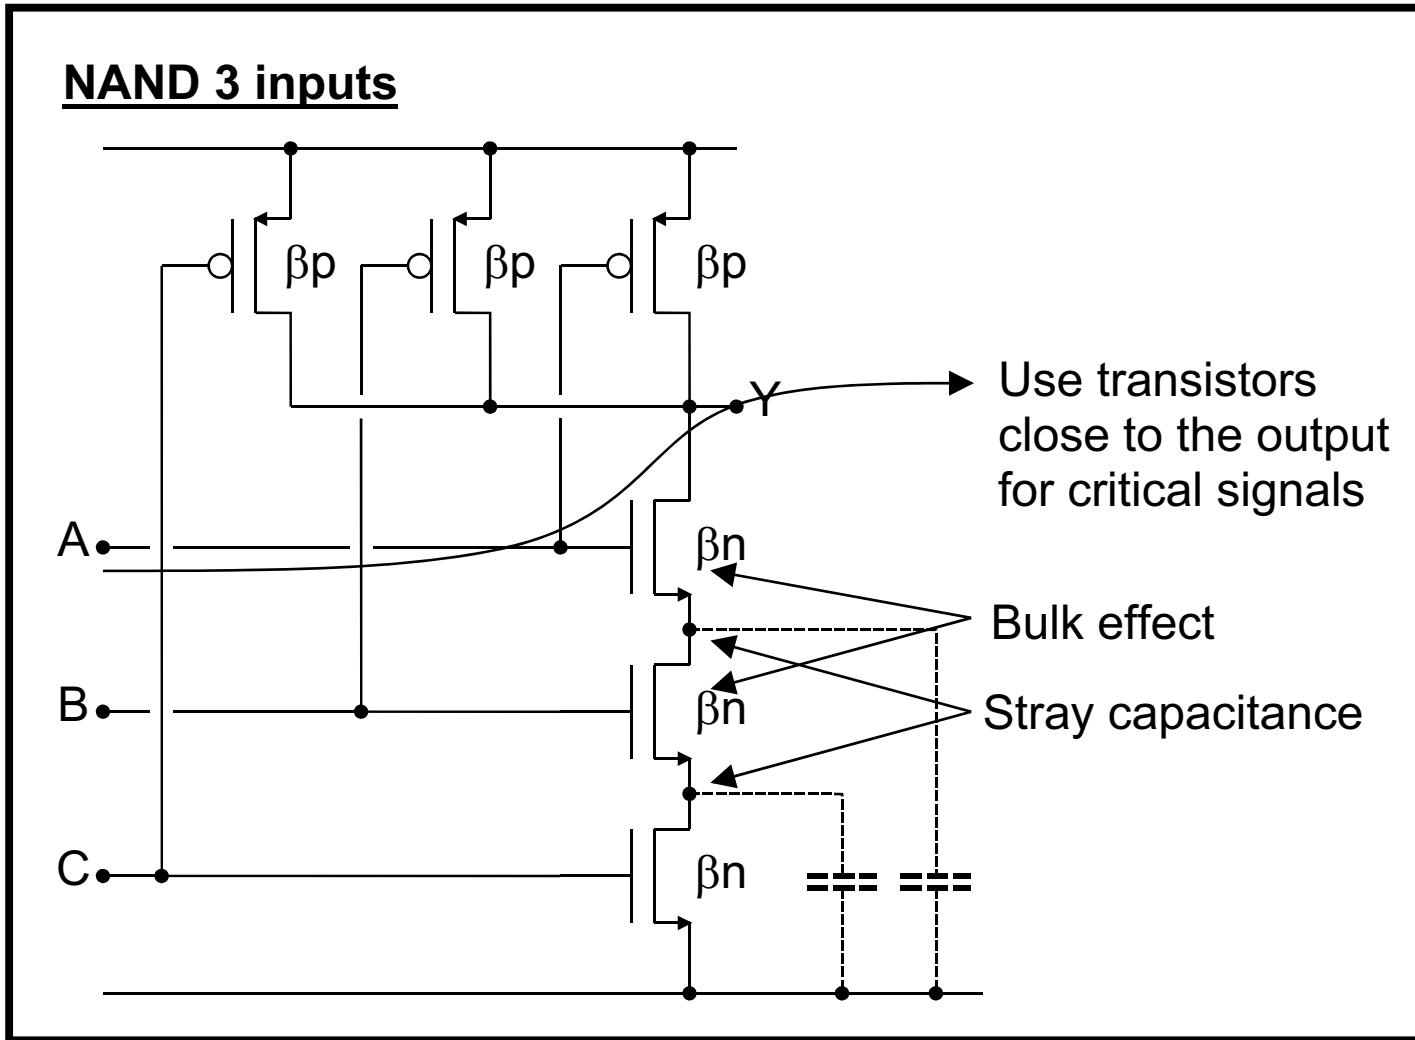 NAND 3 inputs
βp
βp
βp
Y
Use transistors
close to the output
for critical signals
A
βn
Bulk effect
B
βn
Stray capacitance
C
βn